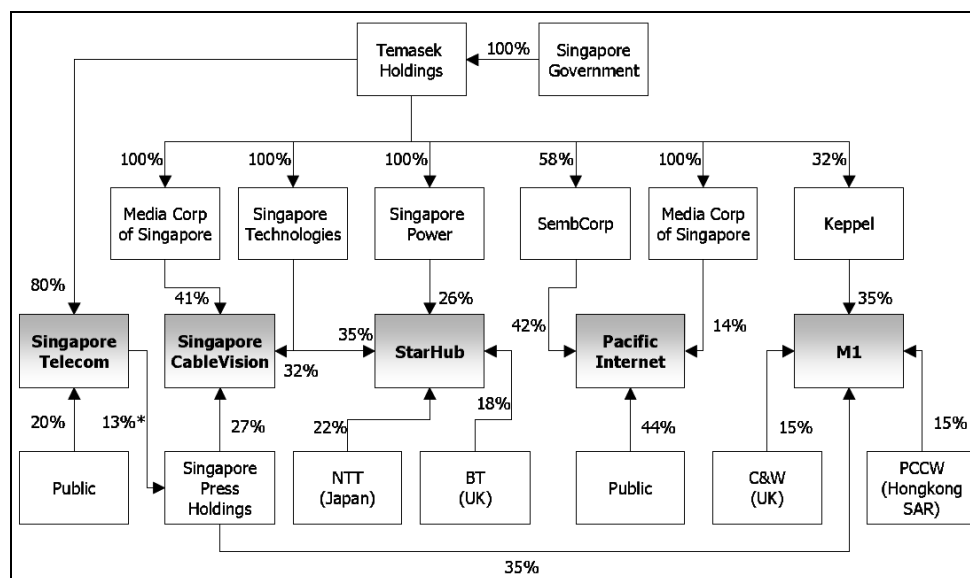 Temasek
Holdings
100%
Singapore
Government
100%
100%
100%
58%
100%
32%
Media Corp
of Singapore
Singapore
Technologies
Singapore
Power
SembCorp
Media Corp
of Singapore
Keppel
80%
41%
26%
35%
Singapore
Telecom
Singapore
CableVision
35%
32%
StarHub
42%
Pacific
Internet
14%
M1
20%
13%*
27%
22%
18%
44%
15%
15%
Public
Singapore
Press
Holdings
NTT
(Japan)
BT
(UK)
Public
C&W
(UK)
PCCW
(Hongkong
SAR)
35%